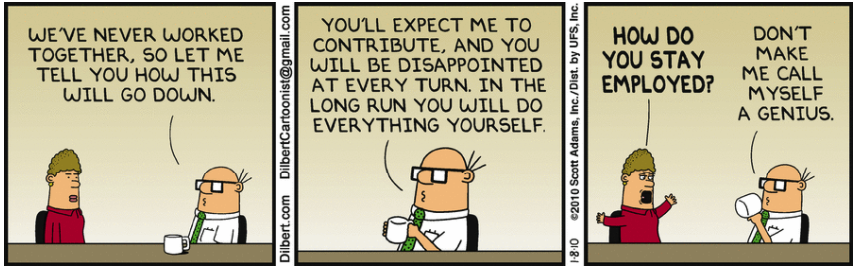 WE'VE NEVER WORKED
TOGETHER, SO LET ME
TELL YOU HOW THIS
WILL GO DOWN.
Dilbert.com DilbertCartoonist@gmail.com
YOU'LL EXPECT ME TO
CONTRIBUTE, AND YOU
WILL BE DISAPPOINTED
AT EVERY TURN. IN THE
LONG RUN YOU WILL DO
EVERYTHING YOURSELF.
1-8-10 ©2010 Scott Adams, Inc./Dist. by UFS, Inc.
HOW DO
YOU STAY
EMPLOYED?
DON'T
MAKE
ME CALL
MYSELF
A GENIUS.